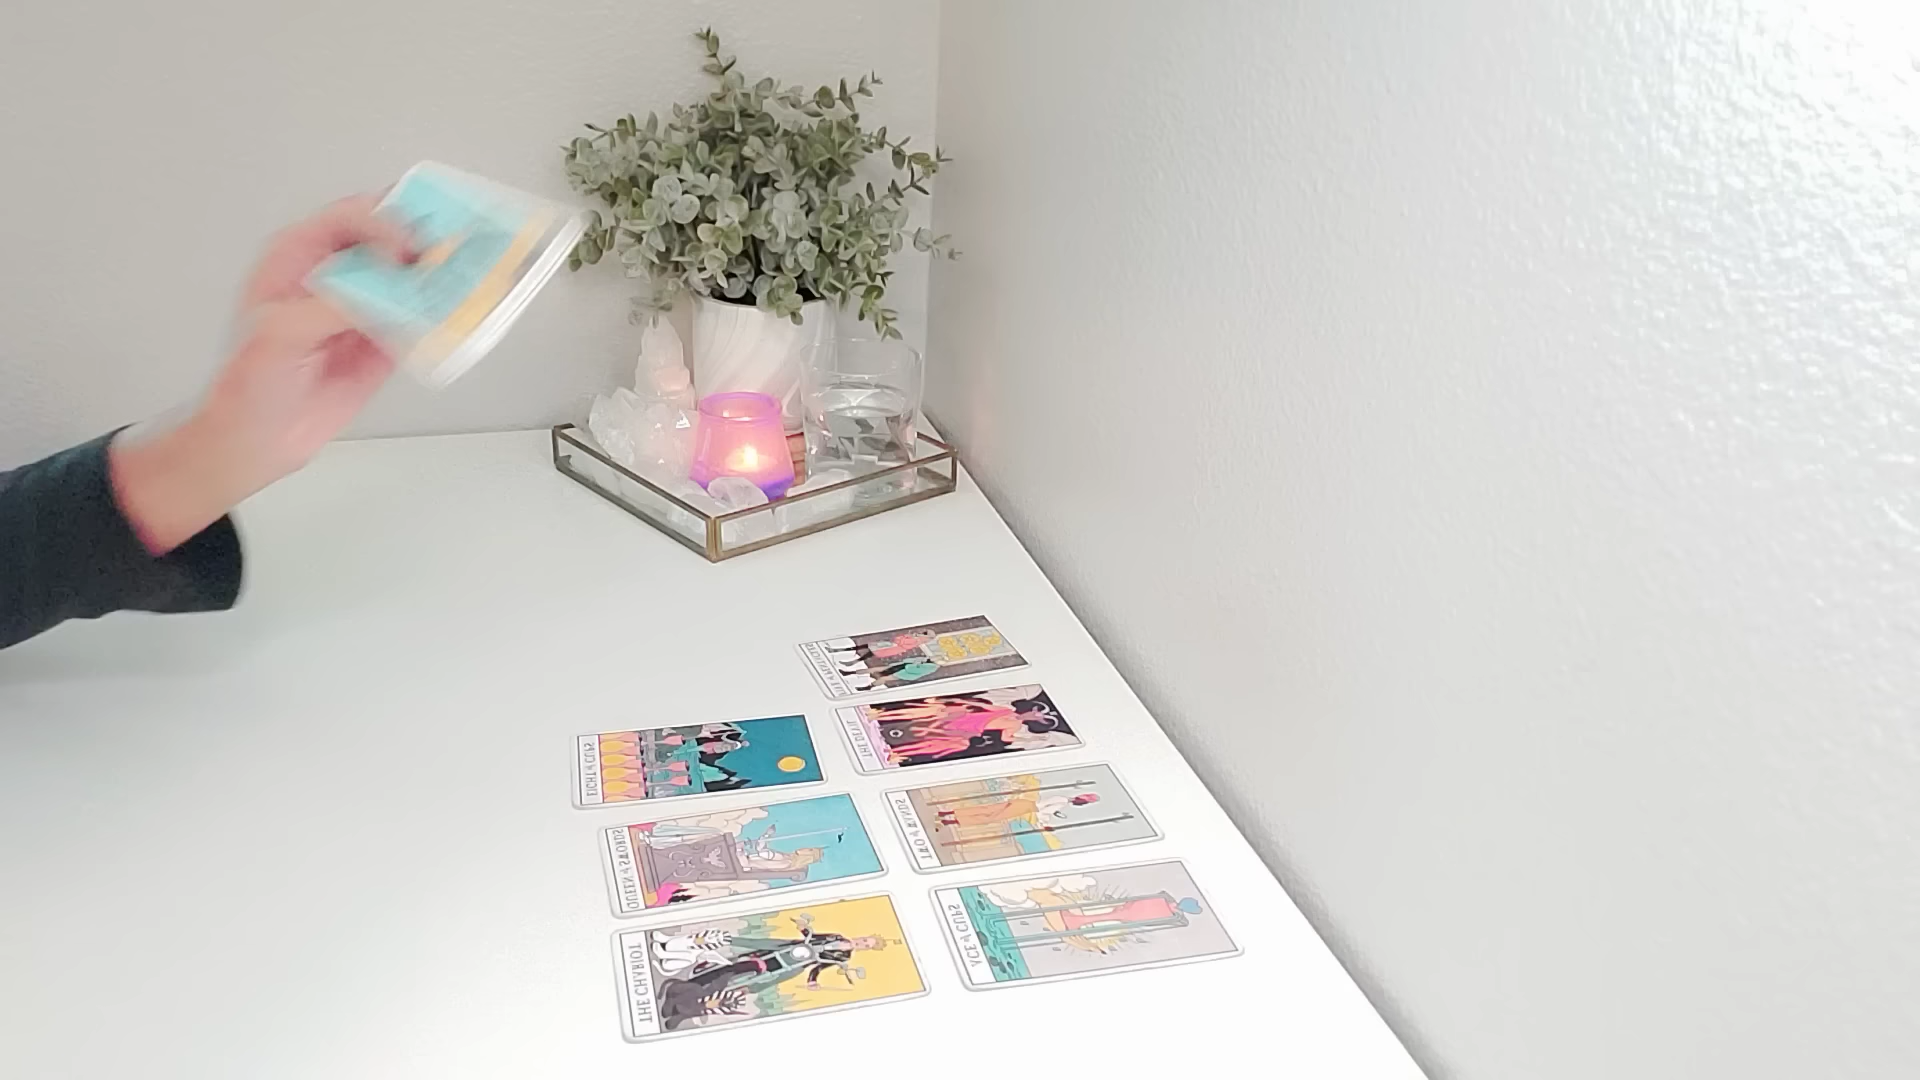 THE DEVIL
EIGHT of CUPS
TWO of WANDS
QUEEN of SWORDS
ACE of CUPS
THE CHARIOT